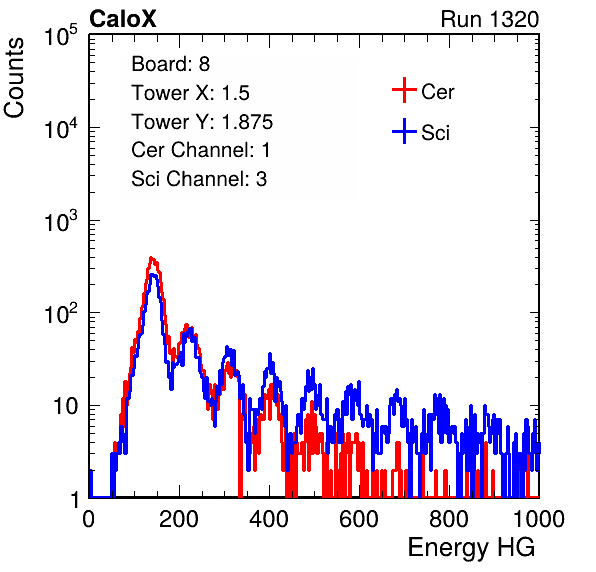 CaloX Run 1320
Counts
10^5
10^4
10^3
10^2
10
1
Board: 8
Tower X: 1.5
Tower Y: 1.875
Cer Channel: 1
Sci Channel: 3
Cer
Sci
0 200 400 600 800 1000
Energy HG